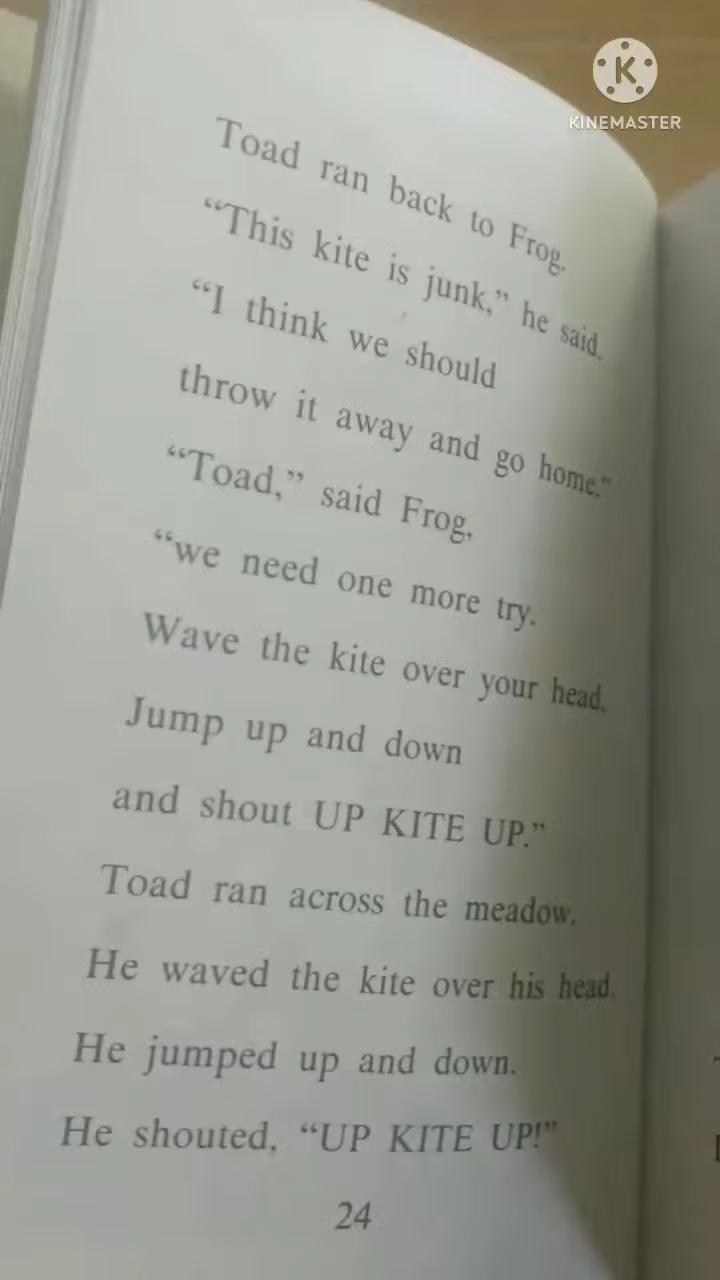 KINEMASTER
Toad ran back to Frog.
“This kite is junk,” he said.
“I think we should
throw it away and go home.”
“Toad,” said Frog,
“we need one more try.
Wave the kite over your head.
Jump up and down
and shout UP KITE UP.”
Toad ran across the meadow.
He waved the kite over his head.
He jumped up and down.
He shouted, “UP KITE UP!”
24